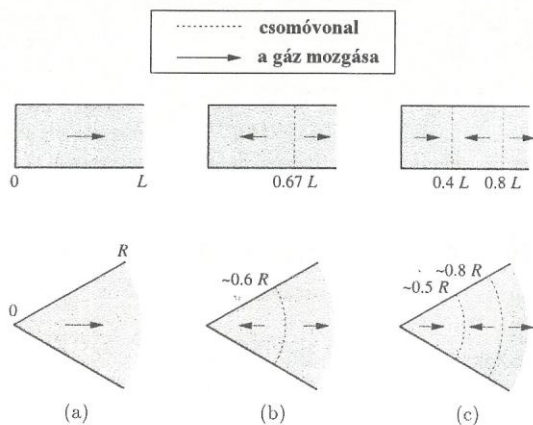 csomóvonal
a gáz mozgása
0 L
0.67 L
0.4 L 0.8 L
R
0
~0.6 R
~0.8 R
~0.5 R
(a) (b) (c)